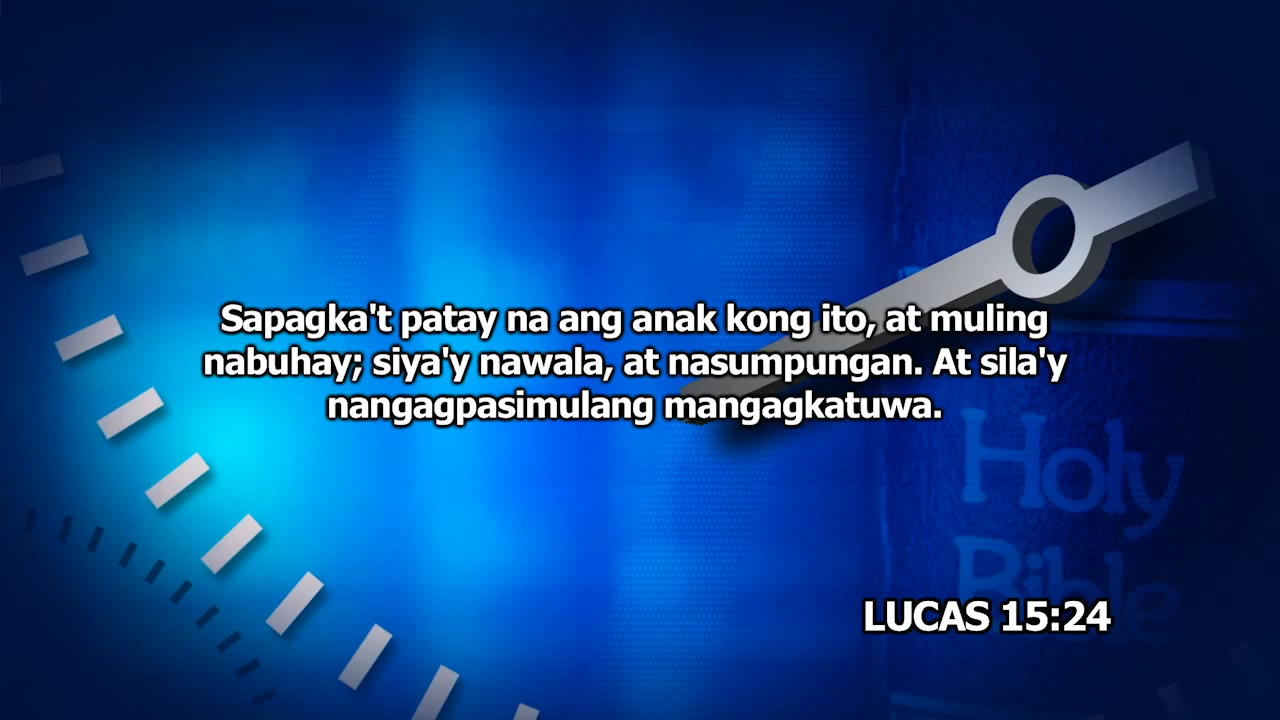 Sapagka't patay na ang anak kong ito, at muling
nabuhay; siya'y nawala, at nasumpungan. At sila'y
nangagpasimulang mangagkatuwa.
Holy
Bible
LUCAS 15:24